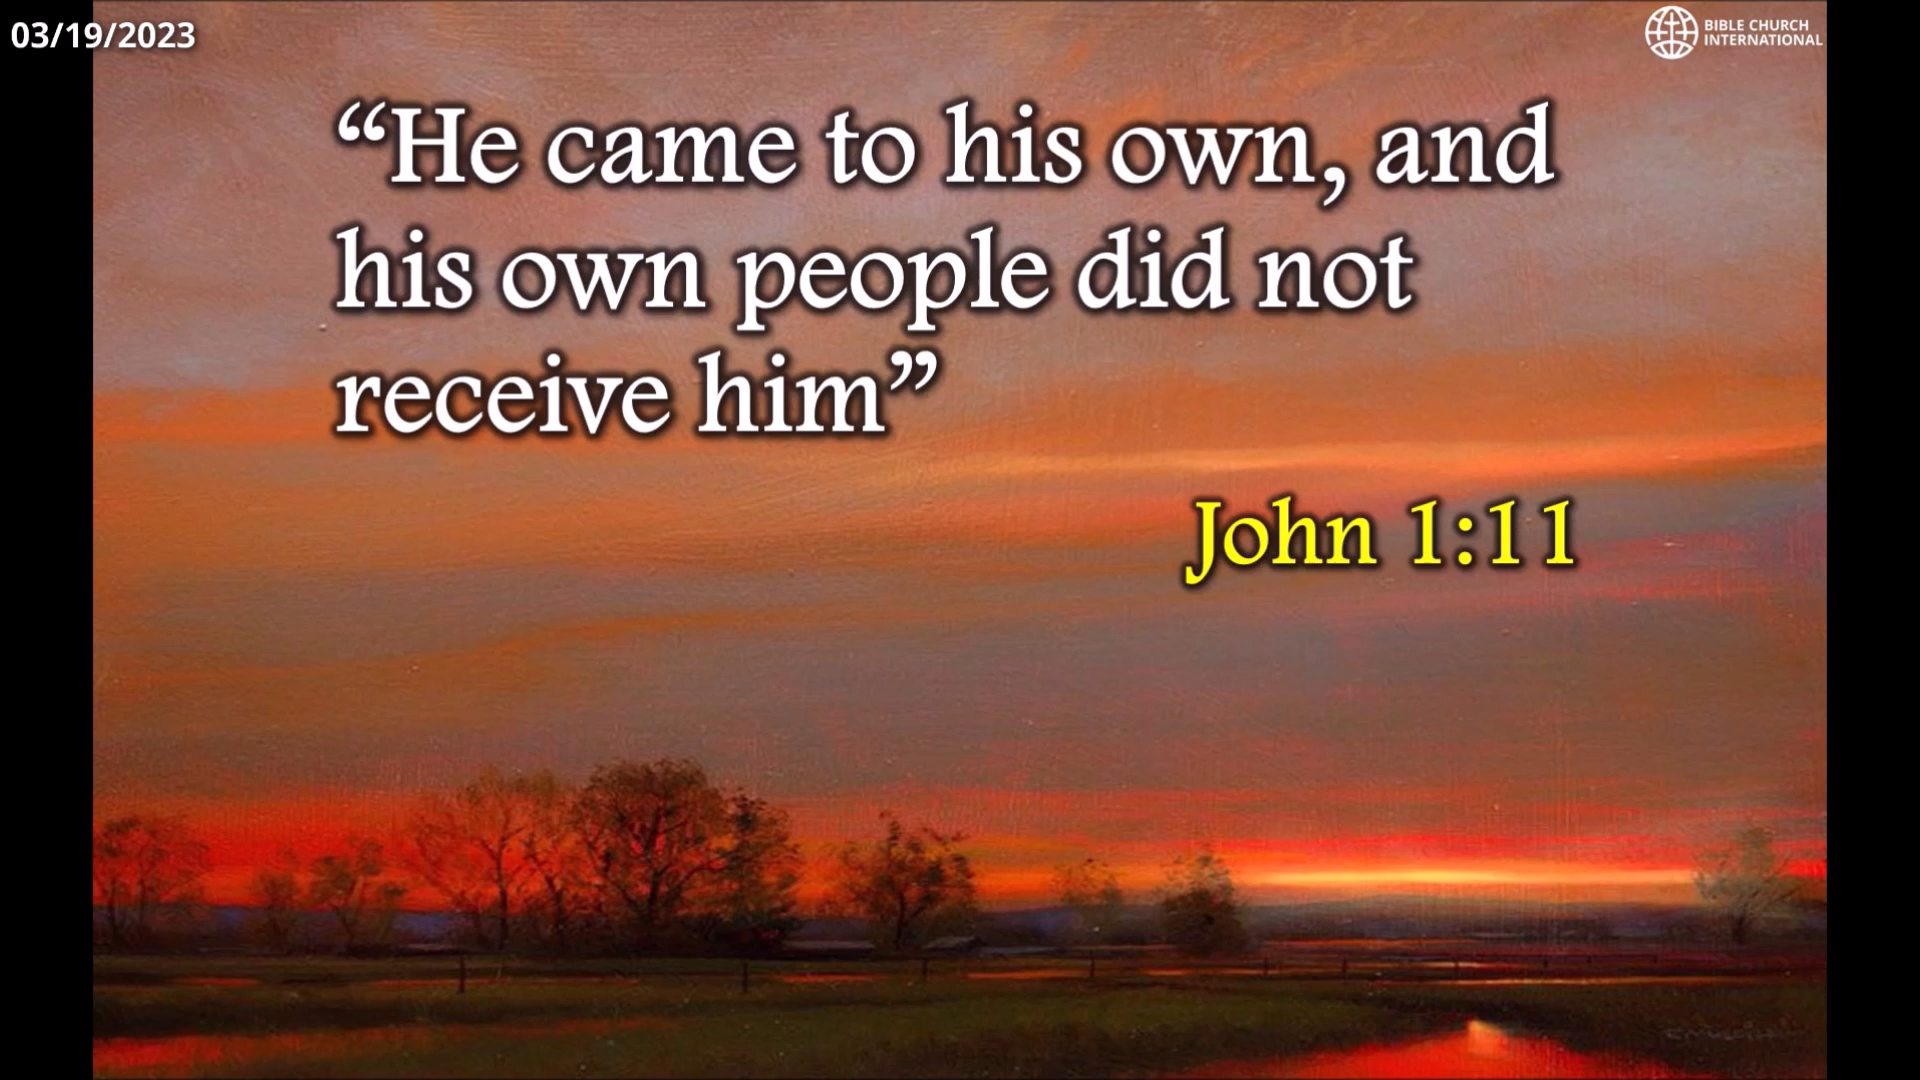 03/19/2023
BIBLE CHURCH
INTERNATIONAL
“He came to his own, and
his own people did not
receive him”
John 1:11